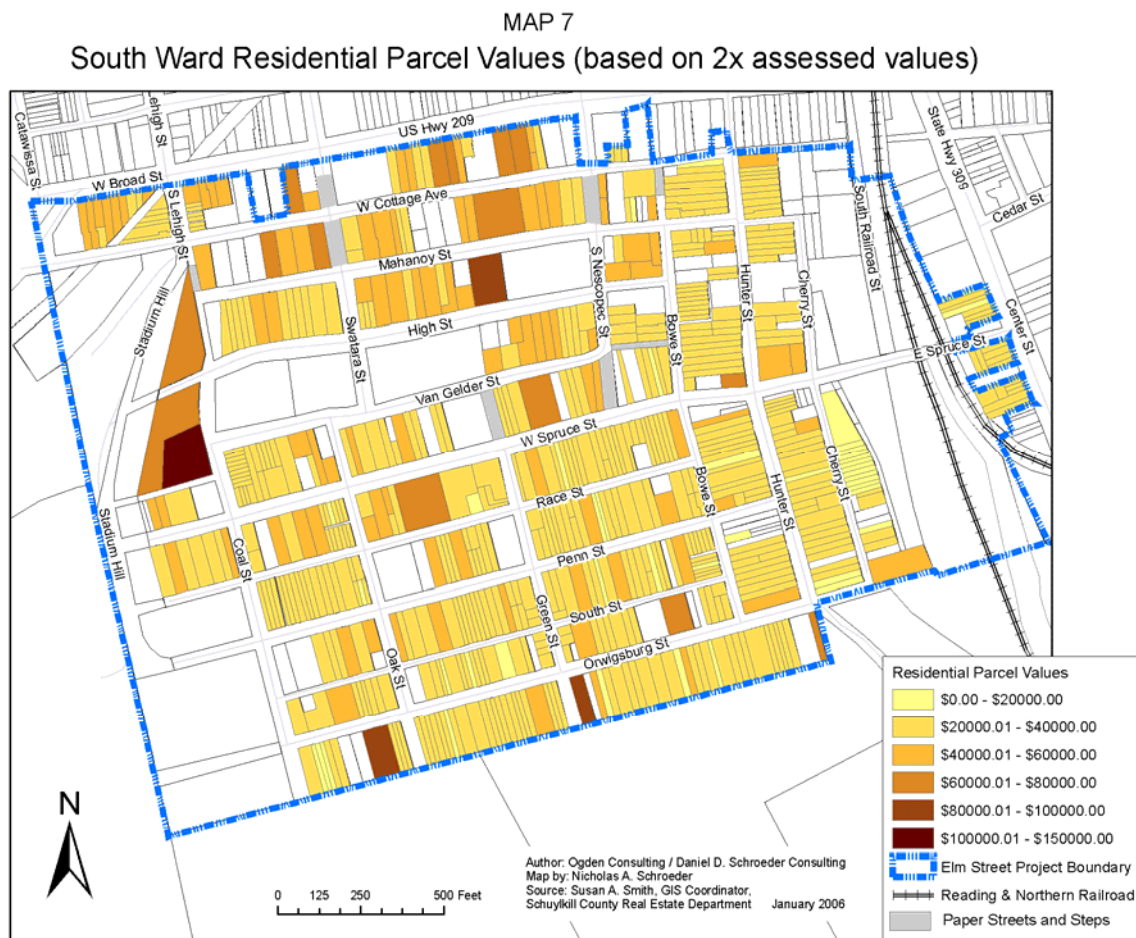 MAP 7
South Ward Residential Parcel Values (based on 2x assessed values)
Catawissa St
Lehigh St
US Hwy 209
State Hwy 309
W Broad St
S Lehigh St
W Cottage Ave
South Railroad St
Cedar St
Mahanoy St
S Nescopec St
Hunter St
Cherry St
Stadium Hill
Swatara St
High St
Bowe St
Center St
E Spruce St
Van Gelder St
W Spruce St
Bowe St
Cherry St
Hunter St
Race St
Stadium Hill
Coal St
Penn St
Green St
South St
Oak St
Orwigsburg St
Residential Parcel Values
$0.00 - $20000.00
$20000.01 - $40000.00
$40000.01 - $60000.00
$60000.01 - $80000.00
$80000.01 - $100000.00
$100000.01 - $150000.00
Elm Street Project Boundary
Reading & Northern Railroad
Paper Streets and Steps
N
0 125 250 500 Feet
Author: Ogden Consulting / Daniel D. Schroeder Consulting
Map by: Nicholas A. Schroeder
Source: Susan A. Smith, GIS Coordinator,
Schuylkill County Real Estate Department January 2006